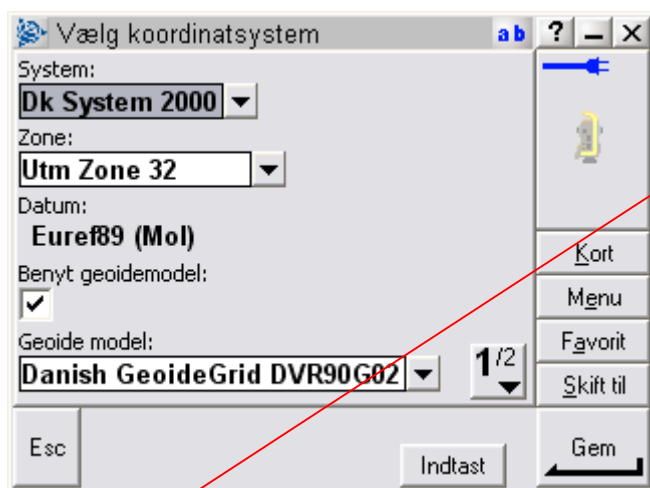 Vælg koordinatsystem ab ? – X
System:
Dk System 2000
Zone:
Utm Zone 32
Datum:
Euref89 (Mol)
Benyt geoidemodel:
Geoide model:
Danish GeoideGrid DVR90G02
1/2
Kort
Menu
Favorit
Skift til
Esc
Indtast
Gem